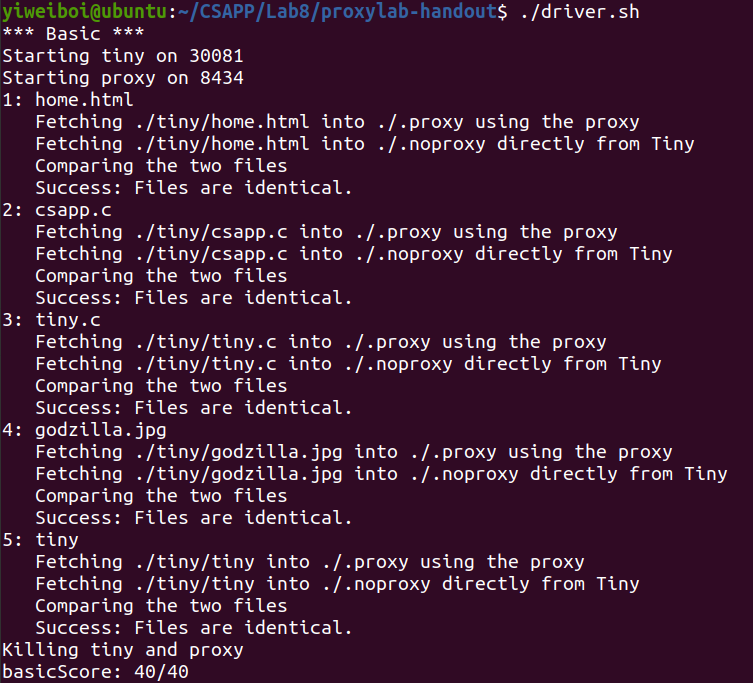 yiweiboi@ubuntu:~/CSAPP/Lab8/proxylab-handout$ ./driver.sh
*** Basic ***
Starting tiny on 30081
Starting proxy on 8434
1: home.html
   Fetching ./tiny/home.html into ./.proxy using the proxy
   Fetching ./tiny/home.html into ./.noproxy directly from Tiny
   Comparing the two files
   Success: Files are identical.
2: csapp.c
   Fetching ./tiny/csapp.c into ./.proxy using the proxy
   Fetching ./tiny/csapp.c into ./.noproxy directly from Tiny
   Comparing the two files
   Success: Files are identical.
3: tiny.c
   Fetching ./tiny/tiny.c into ./.proxy using the proxy
   Fetching ./tiny/tiny.c into ./.noproxy directly from Tiny
   Comparing the two files
   Success: Files are identical.
4: godzilla.jpg
   Fetching ./tiny/godzilla.jpg into ./.proxy using the proxy
   Fetching ./tiny/godzilla.jpg into ./.noproxy directly from Tiny
   Comparing the two files
   Success: Files are identical.
5: tiny
   Fetching ./tiny/tiny into ./.proxy using the proxy
   Fetching ./tiny/tiny into ./.noproxy directly from Tiny
   Comparing the two files
   Success: Files are identical.
Killing tiny and proxy
basicScore: 40/40